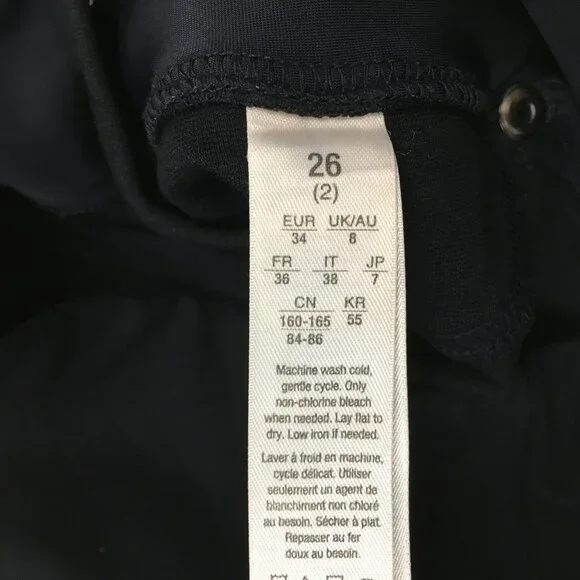 26
(2)
EUR UK/AU
34 8
FR IT JP
36 38 7
CN KR
160-165 55
84-86
Machine wash cold,
gentle cycle. Only
non-chlorine bleach
when needed. Lay flat to
dry. Low iron if needed.
Laver à froid en machine,
cycle délicat. Utiliser
seulement un agent de
blanchiment non chloré
au besoin. Sécher à plat.
Repasser au fer
doux au besoin.